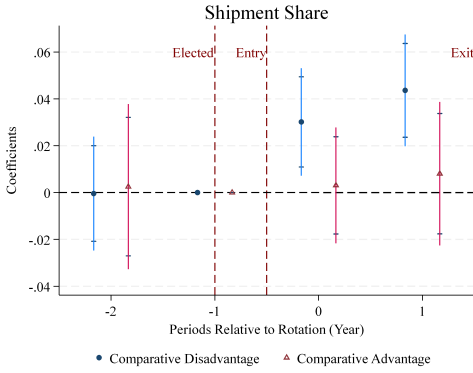 Shipment Share
Elected Entry Exit
.06
.04
.02
0
-.02
-.04
Coefficients
-2 -1 0 1
Periods Relative to Rotation (Year)
Comparative Disadvantage Comparative Advantage